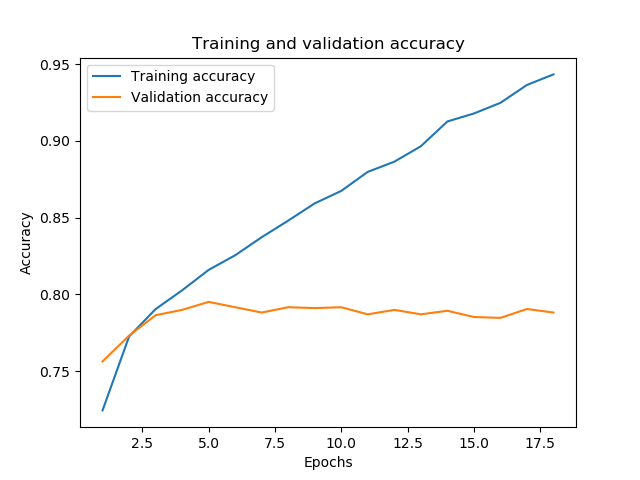 Training and validation accuracy
Training accuracy
Validation accuracy
0.95
0.90
0.85
0.80
0.75
Accuracy
2.5 5.0 7.5 10.0 12.5 15.0 17.5
Epochs